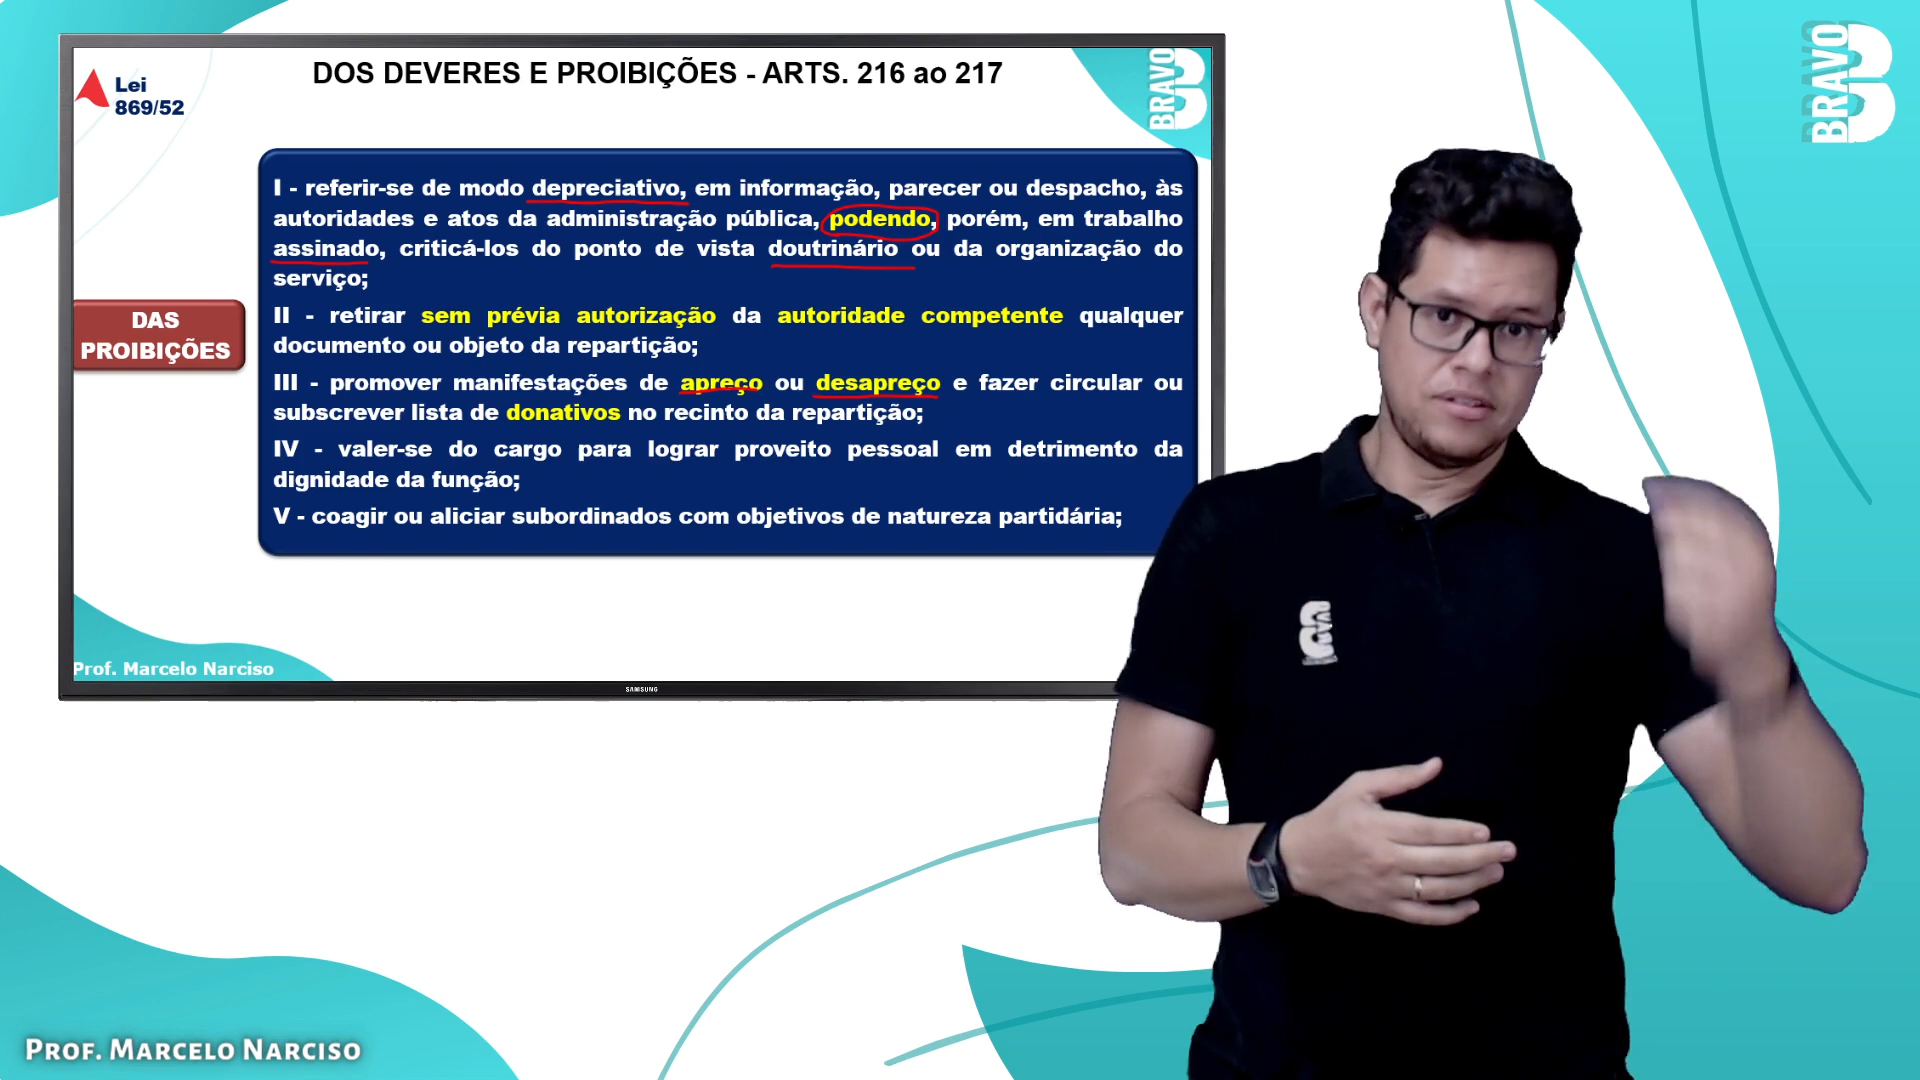 Lei
869/52
DOS DEVERES E PROIBIÇÕES - ARTS. 216 ao 217
BRAVO
BRAVO
I - referir-se de modo depreciativo, em informação, parecer ou despacho, às
autoridades e atos da administração pública, podendo, porém, em trabalho
assinado, criticá-los do ponto de vista doutrinário ou da organização do
serviço;
II - retirar sem prévia autorização da autoridade competente qualquer
documento ou objeto da repartição;
III - promover manifestações de apreço ou desapreço e fazer circular ou
subscrever lista de donativos no recinto da repartição;
IV - valer-se do cargo para lograr proveito pessoal em detrimento da
dignidade da função;
V - coagir ou aliciar subordinados com objetivos de natureza partidária;
DAS
PROIBIÇÕES
Prof. Marcelo Narciso
SAMSUNG
BRAVO
PROF. MARCELO NARCISO